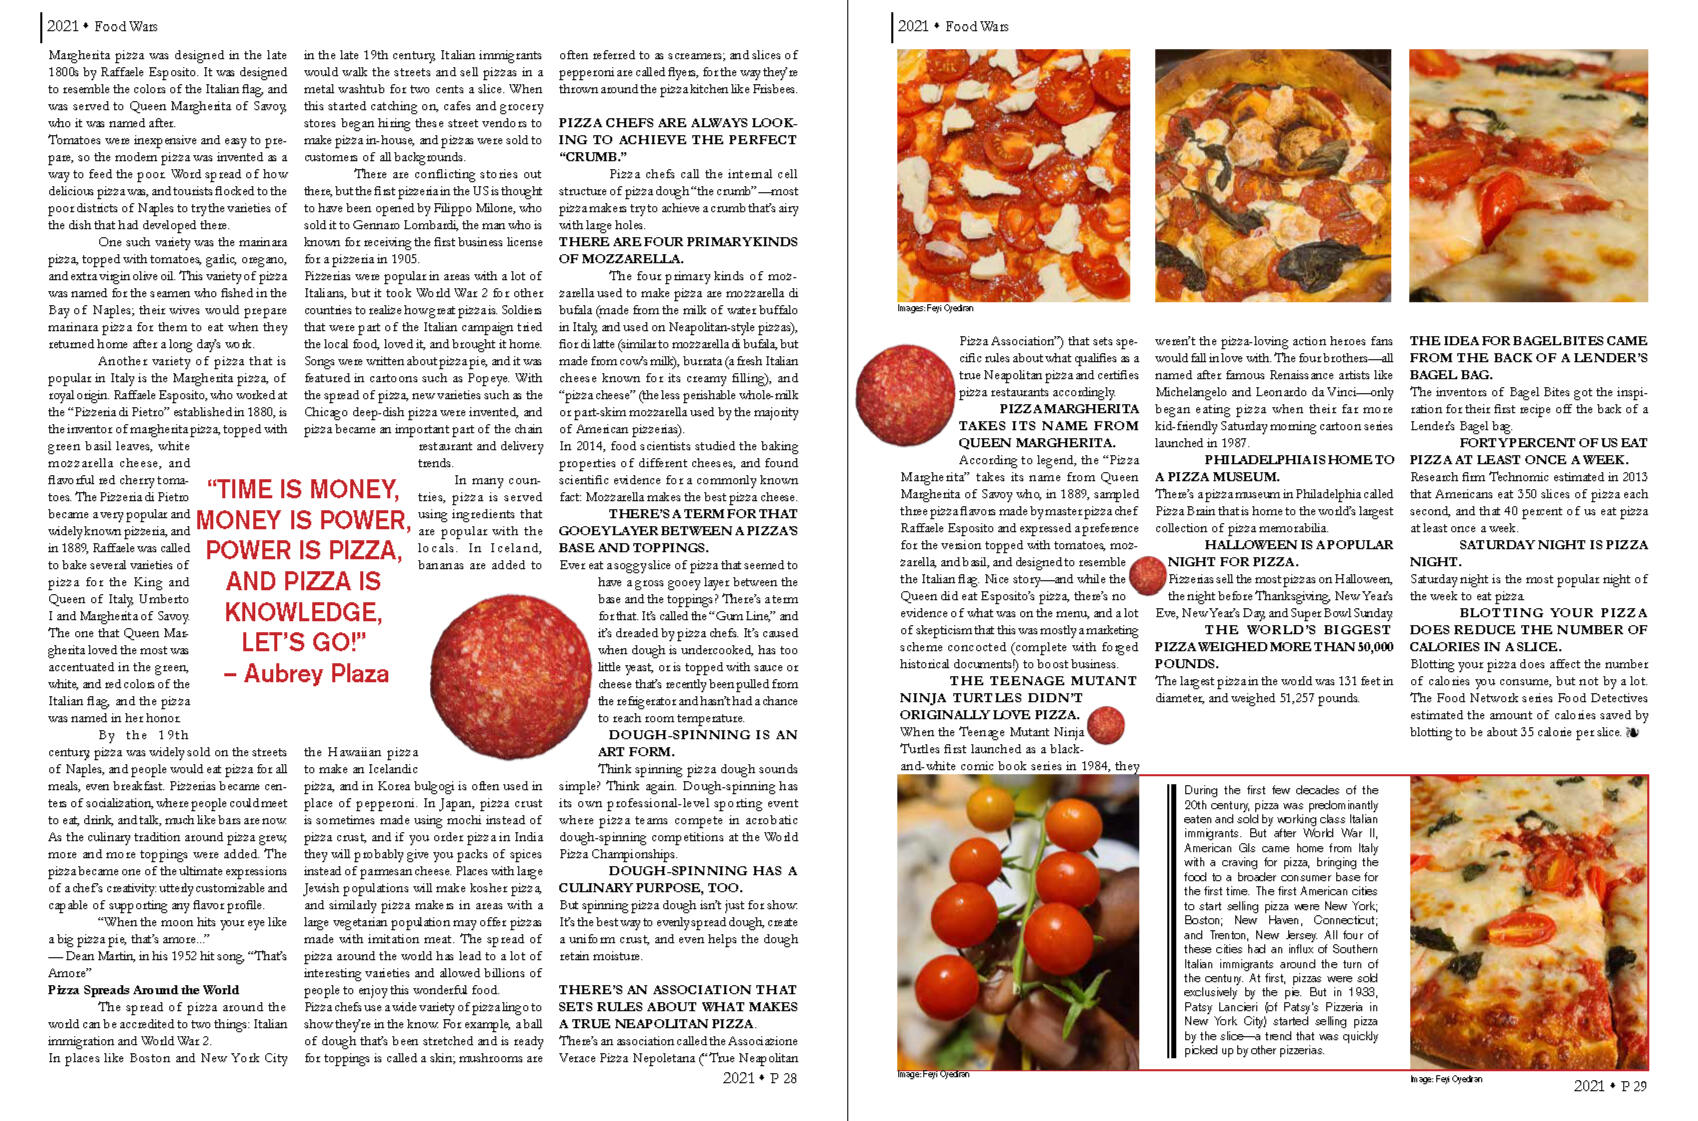 2021 ♦ Food Wars
Margherita pizza was designed in the late
1800s by Raffaele Esposito. It was designed
to resemble the colors of the Italian flag, and
was served to Queen Margherita of Savoy,
who it was named after.
Tomatoes were inexpensive and easy to pre-
pare, so the modern pizza was invented as a
way to feed the poor. Word spread of how
delicious pizza was, and tourists flocked to the
poor districts of Naples to try the varieties of
the dish that had developed there.
One such variety was the marinara
pizza, topped with tomatoes, garlic, oregano,
and extra virgin olive oil. This variety of pizza
was named for the seamen who fished in the
Bay of Naples; their wives would prepare
marinara pizza for them to eat when they
returned home after a long day's work.
Another variety of pizza that is
popular in Italy is the Margherita pizza, of
royal origin. Raffaele Esposito, who worked at
the “Pizzeria di Pietro” established in 1880, is
the inventor of margherita pizza, topped with
green basil leaves, white
mozzarella cheese, and
flavorful red cherry toma-
toes. The Pizzeria di Pietro
became a very popular and
widely known pizzeria, and
in 1889, Raffaele was called
to bake several varieties of
pizza for the King and
Queen of Italy, Umberto
I and Margherita of Savoy.
The one that Queen Mar-
gherita loved the most was
accentuated in the green,
white, and red colors of the
Italian flag, and the pizza
was named in her honor.
By the 19th
century, pizza was widely sold on the streets
of Naples, and people would eat pizza for all
meals, even breakfast. Pizzerias became cen-
ters of socialization, where people could meet
to eat, drink, and talk, much like bars are now.
As the culinary tradition around pizza grew,
more and more toppings were added. The
pizza became one of the ultimate expressions
of a chef's creativity: utterly customizable and
capable of supporting any flavor profile.
“When the moon hits your eye like
a big pizza pie, that's amore...”
— Dean Martin, in his 1952 hit song, “That's
Amore”
Pizza Spreads Around the World
The spread of pizza around the
world can be accredited to two things: Italian
immigration and World War 2.
In places like Boston and New York City
in the late 19th century, Italian immigrants
would walk the streets and sell pizzas in a
metal washtub for two cents a slice. When
this started catching on, cafes and grocery
stores began hiring these street vendors to
make pizza in-house, and pizzas were sold to
customers of all backgrounds.
There are conflicting stories out
there, but the first pizzeria in the US is thought
to have been opened by Filippo Milone, who
sold it to Gennaro Lombardi, the man who is
known for receiving the first business license
for a pizzeria in 1905.
Pizzerias were popular in areas with a lot of
Italians, but it took World War 2 for other
countries to realize how great pizza is. Soldiers
that were part of the Italian campaign tried
the local food, loved it, and brought it home.
Songs were written about pizza pie, and it was
featured in cartoons such as Popeye. With
the spread of pizza, new varieties such as the
Chicago deep-dish pizza were invented, and
pizza became an important part of the chain
restaurant and delivery
trends.
In many coun-
tries, pizza is served
using ingredients that
are popular with the
locals. In Iceland,
bananas are added to
the Hawaiian pizza
to make an Icelandic
pizza, and in Korea bulgogi is often used in
place of pepperoni. In Japan, pizza crust
is sometimes made using mochi instead of
pizza crust, and if you order pizza in India
they will probably give you packs of spices
instead of parmesan cheese. Places with large
Jewish populations will make kosher pizza,
and similarly pizza makers in areas with a
large vegetarian population may offer pizzas
made with imitation meat. The spread of
pizza around the world has lead to a lot of
interesting varieties and allowed billions of
people to enjoy this wonderful food.
Pizza chefs use a wide variety of pizza lingo to
show they're in the know. For example, a ball
of dough that's been stretched and is ready
for toppings is called a skin; mushrooms are
“TIME IS MONEY,
MONEY IS POWER,
POWER IS PIZZA,
AND PIZZA IS
KNOWLEDGE,
LET'S GO!”
– Aubrey Plaza
often referred to as screamers; and slices of
pepperoni are called flyers, for the way they're
thrown around the pizza kitchen like Frisbees.
PIZZA CHEFS ARE ALWAYS LOOK-
ING TO ACHIEVE THE PERFECT
“CRUMB.”
Pizza chefs call the internal cell
structure of pizza dough “the crumb”—most
pizza makers try to achieve a crumb that's airy
with large holes.
THERE ARE FOUR PRIMARY KINDS
OF MOZZARELLA.
The four primary kinds of moz-
zarella used to make pizza are mozzarella di
bufala (made from the milk of water buffalo
in Italy, and used on Neapolitan-style pizzas),
fior di latte (similar to mozzarella di bufala, but
made from cow's milk), burrata (a fresh Italian
cheese known for its creamy filling), and
“pizza cheese” (the less perishable whole-milk
or part-skim mozzarella used by the majority
of American pizzerias).
In 2014, food scientists studied the baking
properties of different cheeses, and found
scientific evidence for a commonly known
fact: Mozzarella makes the best pizza cheese.
THERE'S A TERM FOR THAT
GOOEY LAYER BETWEEN A PIZZA'S
BASE AND TOPPINGS.
Ever eat a soggy slice of pizza that seemed to
have a gross gooey layer between the
base and the toppings? There's a term
for that. It's called the “Gum Line,” and
it's dreaded by pizza chefs. It's caused
when dough is undercooked, has too
little yeast, or is topped with sauce or
cheese that's recently been pulled from
the refrigerator and hasn't had a chance
to reach room temperature.
DOUGH-SPINNING IS AN
ART FORM.
Think spinning pizza dough sounds
simple? Think again. Dough-spinning has
its own professional-level sporting event
where pizza teams compete in acrobatic
dough-spinning competitions at the World
Pizza Championships.
DOUGH-SPINNING HAS A
CULINARY PURPOSE, TOO.
But spinning pizza dough isn't just for show.
It's the best way to evenly spread dough, create
a uniform crust, and even helps the dough
retain moisture.
THERE'S AN ASSOCIATION THAT
SETS RULES ABOUT WHAT MAKES
A TRUE NEAPOLITAN PIZZA.
There's an association called the Associazione
Verace Pizza Nepoletana (“True Neapolitan
2021 ♦ P 28
2021 ♦ Food Wars
Images: Feyi Oyediran
Pizza Association”) that sets spe-
cific rules about what qualifies as a
true Neapolitan pizza and certifies
pizza restaurants accordingly.
PIZZA MARGHERITA
TAKES ITS NAME FROM
QUEEN MARGHERITA.
According to legend, the “Pizza
Margherita” takes its name from Queen
Margherita of Savoy who, in 1889, sampled
three pizza flavors made by master pizza chef
Raffaele Esposito and expressed a preference
for the version topped with tomatoes, moz-
zarella, and basil, and designed to resemble
the Italian flag. Nice story—and while the
Queen did eat Esposito's pizza, there's no
evidence of what was on the menu, and a lot
of skepticism that this was mostly a marketing
scheme concocted (complete with forged
historical documents!) to boost business.
THE TEENAGE MUTANT
NINJA TURTLES DIDN'T
ORIGINALLY LOVE PIZZA.
When the Teenage Mutant Ninja
Turtles first launched as a black-
and-white comic book series in 1984, they
weren't the pizza-loving action heroes fans
would fall in love with. The four brothers—all
named after famous Renaissance artists like
Michelangelo and Leonardo da Vinci—only
began eating pizza when their far more
kid-friendly Saturday morning cartoon series
launched in 1987.
PHILADELPHIA IS HOME TO
A PIZZA MUSEUM.
There's a pizza museum in Philadelphia called
Pizza Brain that is home to the world's largest
collection of pizza memorabilia.
HALLOWEEN IS A POPULAR
NIGHT FOR PIZZA.
Pizzerias sell the most pizzas on Halloween,
the night before Thanksgiving, New Year's
Eve, New Year's Day, and Super Bowl Sunday.
THE WORLD'S BIGGEST
PIZZA WEIGHED MORE THAN 50,000
POUNDS.
The largest pizza in the world was 131 feet in
diameter, and weighed 51,257 pounds.
THE IDEA FOR BAGEL BITES CAME
FROM THE BACK OF A LENDER'S
BAGEL BAG.
The inventors of Bagel Bites got the inspi-
ration for their first recipe off the back of a
Lender's Bagel bag.
FORTY PERCENT OF US EAT
PIZZA AT LEAST ONCE A WEEK.
Research firm Technomic estimated in 2013
that Americans eat 350 slices of pizza each
second, and that 40 percent of us eat pizza
at least once a week.
SATURDAY NIGHT IS PIZZA
NIGHT.
Saturday night is the most popular night of
the week to eat pizza.
BLOTTING YOUR PIZZA
DOES REDUCE THE NUMBER OF
CALORIES IN A SLICE.
Blotting your pizza does affect the number
of calories you consume, but not by a lot.
The Food Network series Food Detectives
estimated the amount of calories saved by
blotting to be about 35 calorie per slice. ❧
During the first few decades of the
20th century, pizza was predominantly
eaten and sold by working class Italian
immigrants. But after World War II,
American GIs came home from Italy
with a craving for pizza, bringing the
food to a broader consumer base for
the first time. The first American cities
to start selling pizza were New York;
Boston; New Haven, Connecticut;
and Trenton, New Jersey. All four of
these cities had an influx of Southern
Italian immigrants around the turn of
the century. At first, pizzas were sold
exclusively by the pie. But in 1933,
Patsy Lancieri (of Patsy's Pizzeria in
New York City) started selling pizza
by the slice—a trend that was quickly
picked up by other pizzerias.
Image: Feyi Oyediran
Image: Feyi Oyediran
2021 ♦ P 29